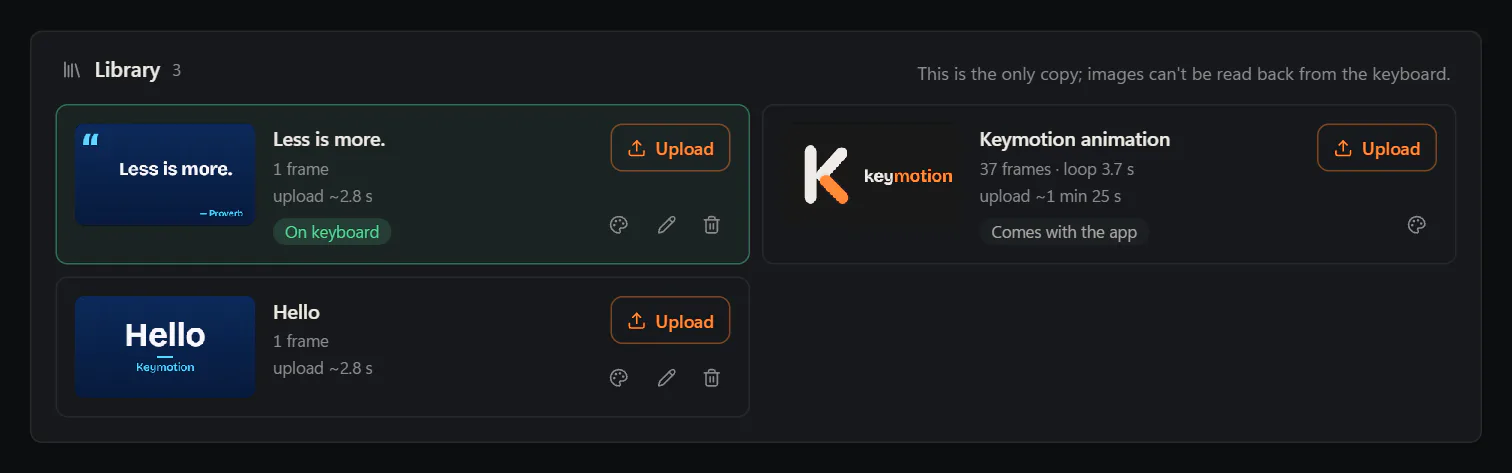 Library 3
This is the only copy; images can't be read back from the keyboard.
“
Less is more.
— Proverb
Less is more.
1 frame
upload ~2.8 s
On keyboard
Upload
keymotion
Keymotion animation
37 frames · loop 3.7 s
upload ~1 min 25 s
Comes with the app
Upload
Hello
Keymotion
Hello
1 frame
upload ~2.8 s
Upload